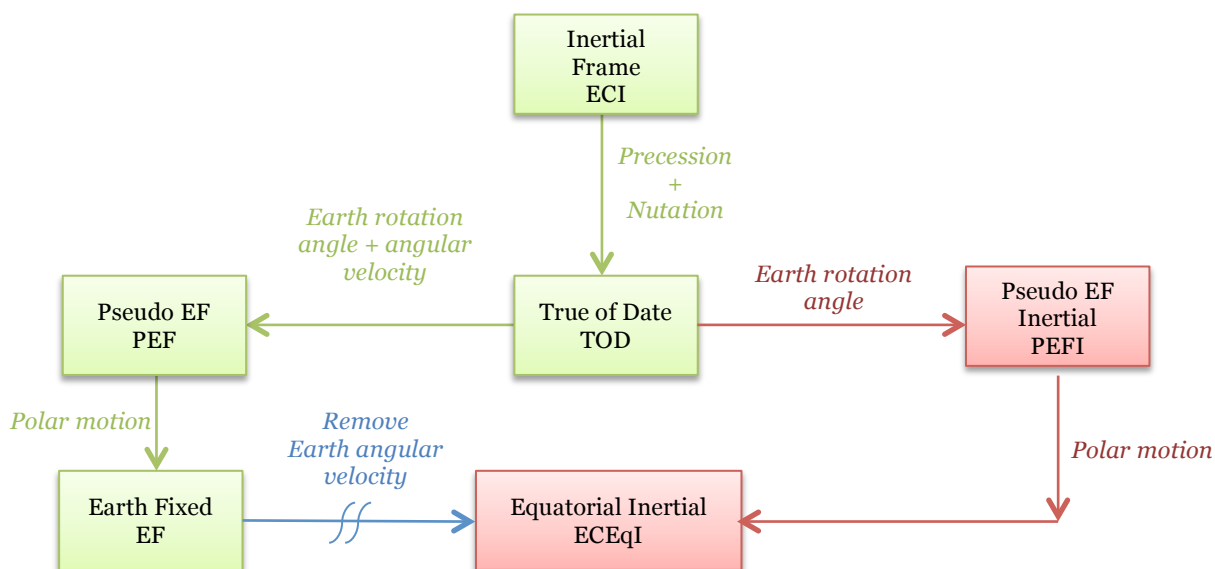 Inertial
Frame
ECI
Precession
+
Nutation
Earth rotation
angle + angular
velocity
Earth rotation
angle
Pseudo EF
PEF
True of Date
TOD
Pseudo EF
Inertial
PEFI
Polar motion
Remove
Earth angular
velocity
Polar motion
Earth Fixed
EF
Equatorial Inertial
ECEqI